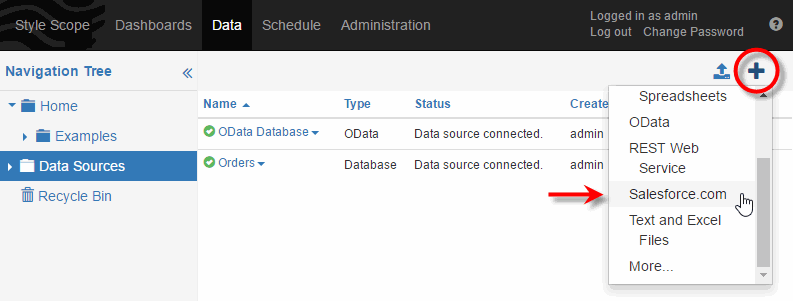 Style Scope Dashboards Data Schedule Administration
Logged in as admin
Log out Change Password
?
Navigation Tree «
Home
Examples
Data Sources
Recycle Bin
Name Type Status Create
OData Database OData Data source connected. admin
Orders Database Data source connected. admin
Spreadsheets
OData
REST Web
Service
Salesforce.com
Text and Excel
Files
More...